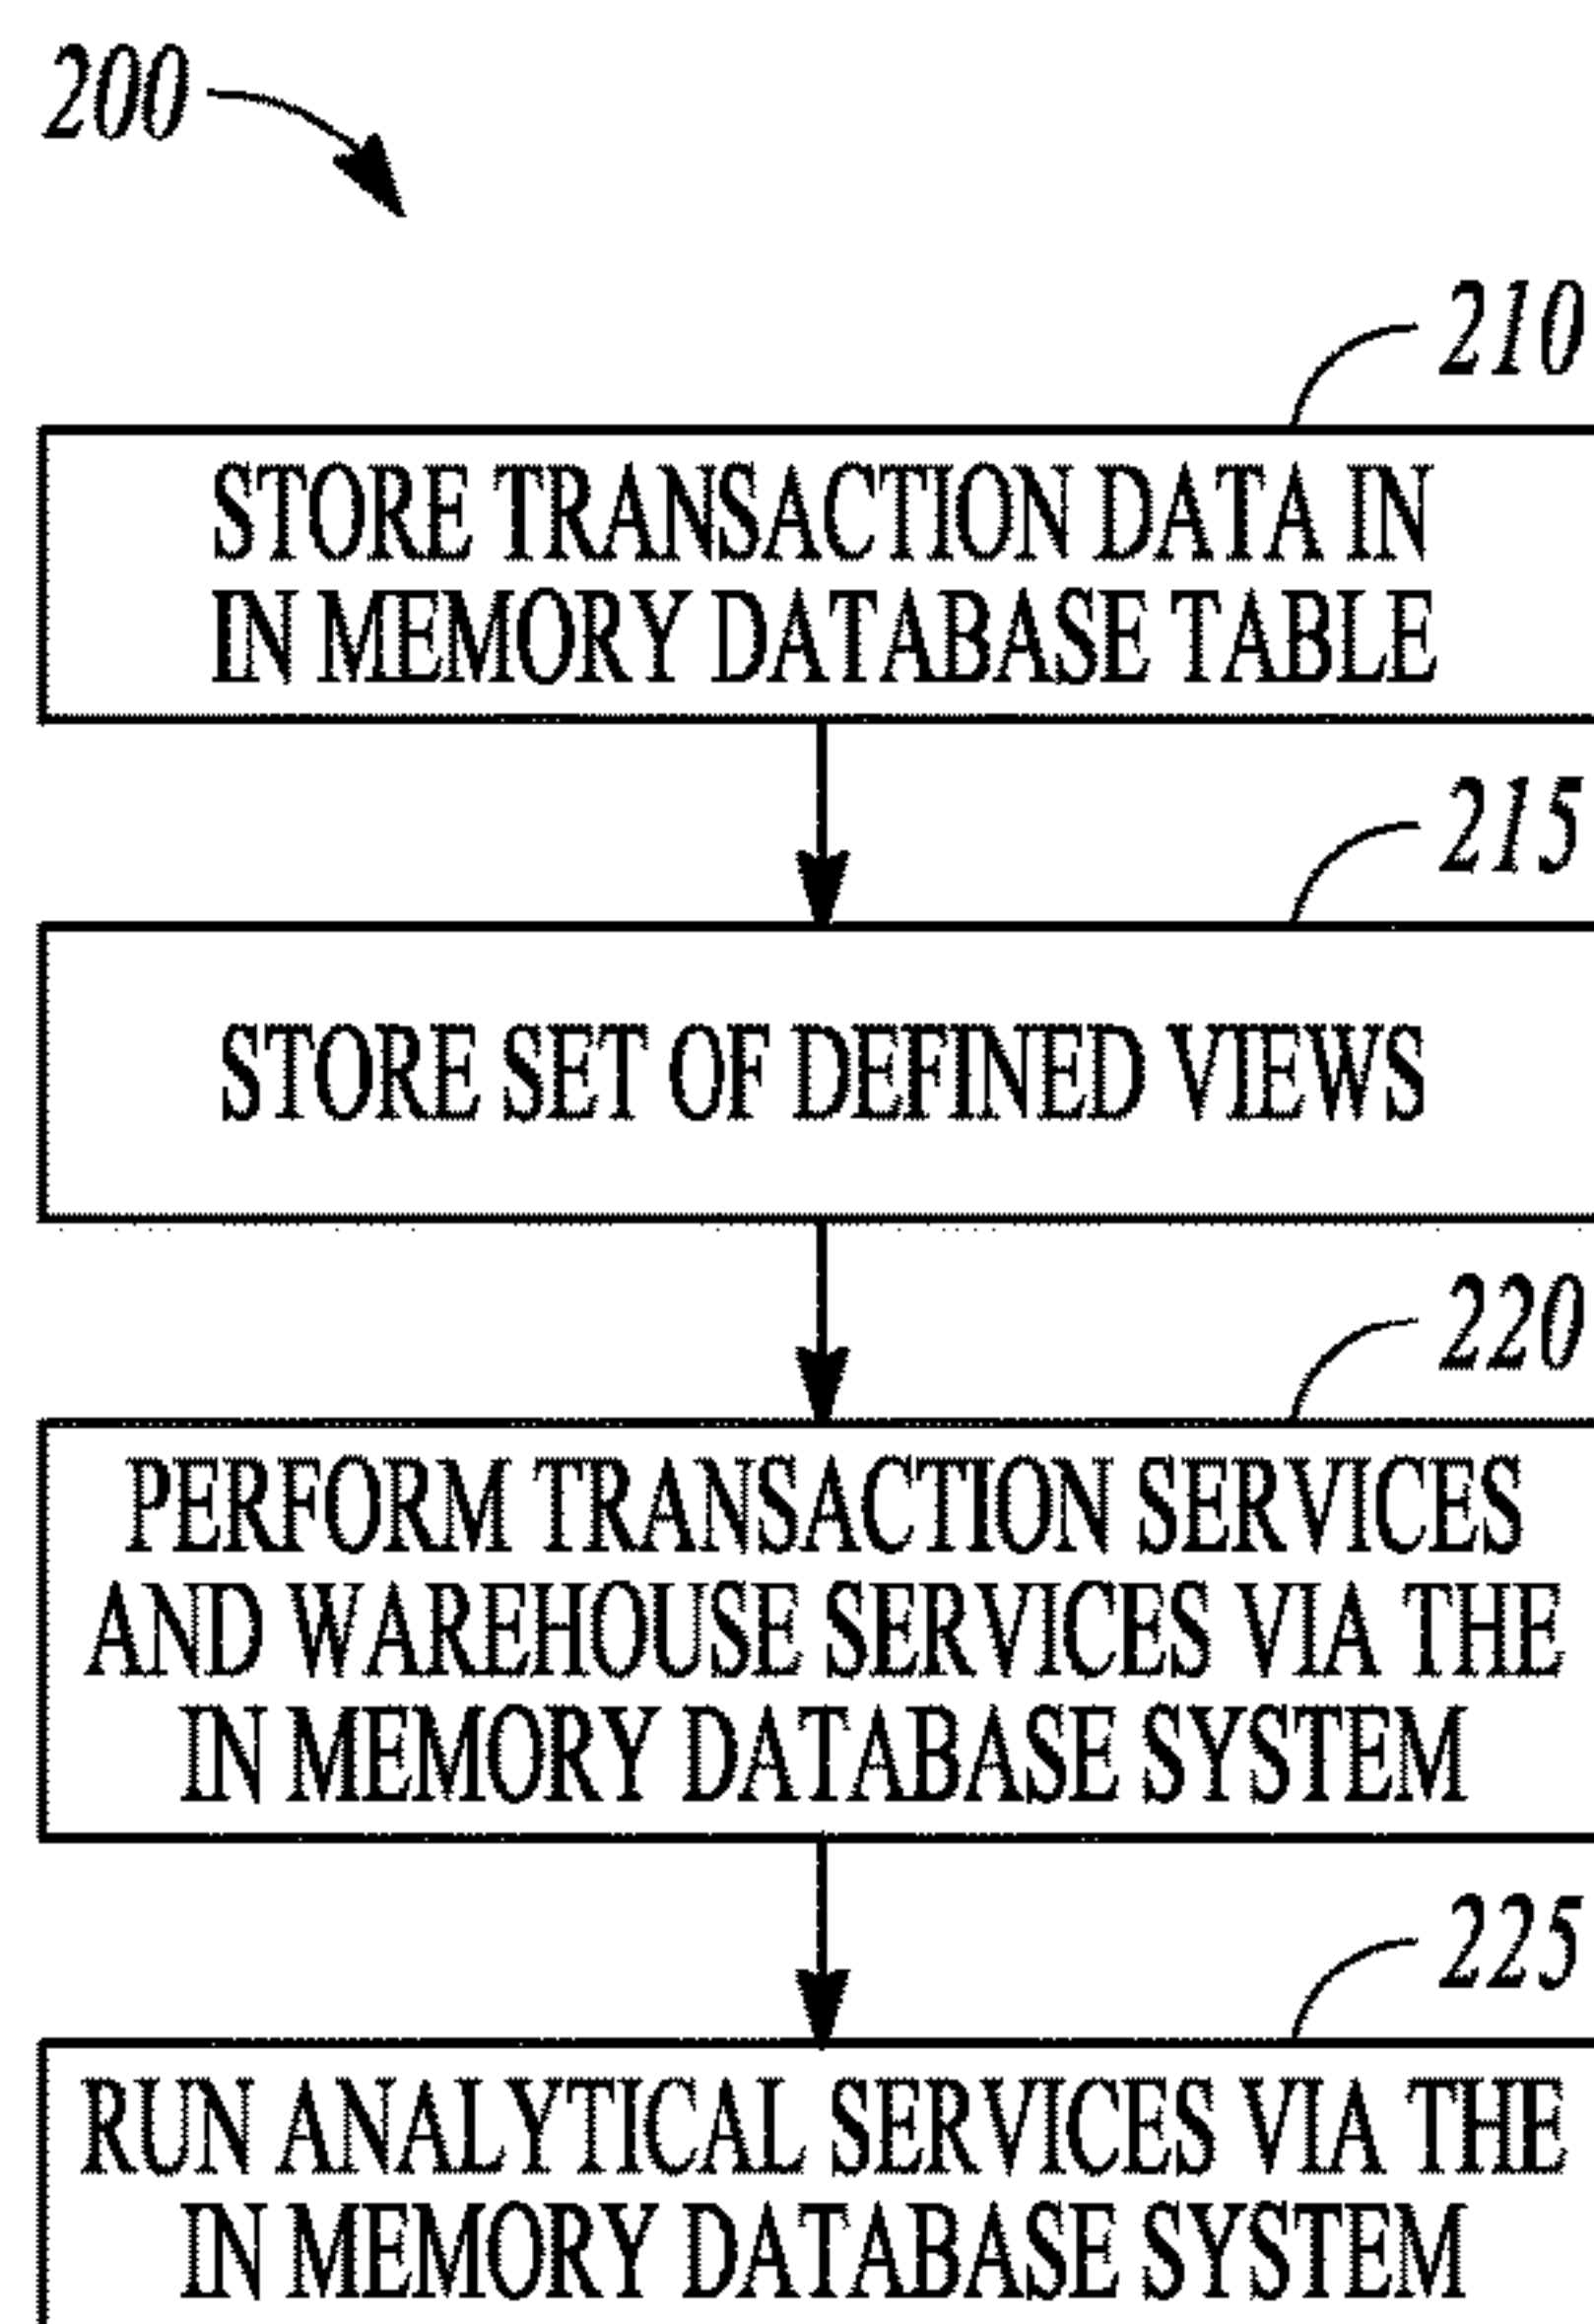 200
210
STORE TRANSACTION DATA IN
IN MEMORY DATABASE TABLE
215
STORE SET OF DEFINED VIEWS
220
PERFORM TRANSACTION SERVICES
AND WAREHOUSE SERVICES VIA THE
IN MEMORY DATABASE SYSTEM
225
RUN ANALYTICAL SERVICES VIA THE
IN MEMORY DATABASE SYSTEM